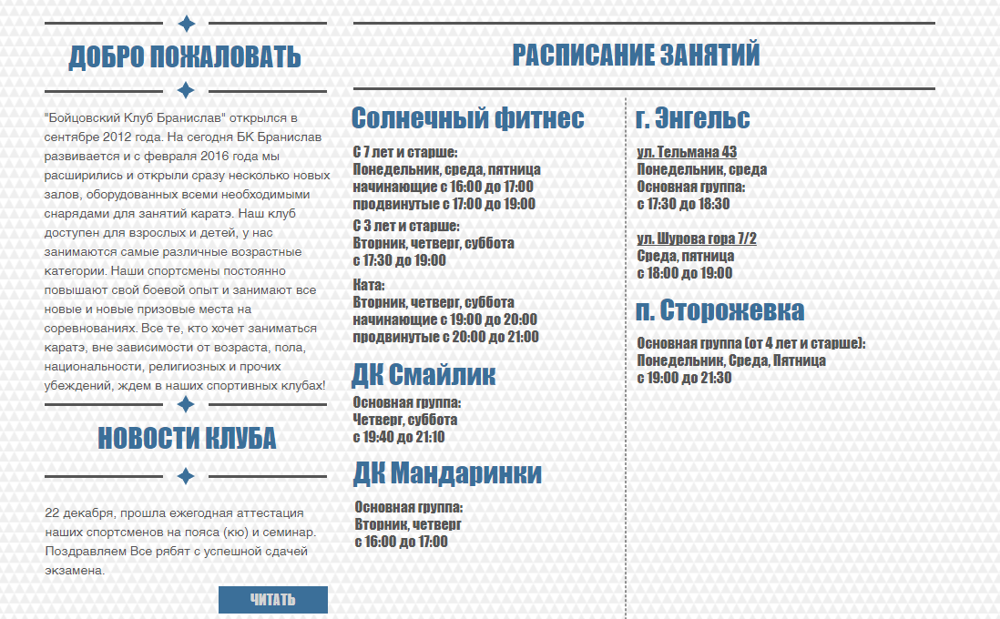 ДОБРО ПОЖАЛОВАТЬ
"Бойцовский Клуб Бранислав" открылся в
сентябре 2012 года. На сегодня БК Бранислав
развивается и с февраля 2016 года мы
расширились и открыли сразу несколько новых
залов, оборудованных всеми необходимыми
снарядами для занятий каратэ. Наш клуб
доступен для взрослых и детей, у нас
занимаются самые различные возрастные
категории. Наши спортсмены постоянно
повышают свой боевой опыт и занимают все
новые и новые призовые места на
соревнованиях. Все те, кто хочет заниматься
каратэ, вне зависимости от возраста, пола,
национальности, религиозных и прочих
убеждений, ждем в наших спортивных клубах!
НОВОСТИ КЛУБА
22 декабря, прошла ежегодная аттестация
наших спортсменов на пояса (кю) и семинар.
Поздравляем Все рябят с успешной сдачей
экзамена.
ЧИТАТЬ
РАСПИСАНИЕ ЗАНЯТИЙ
Солнечный фитнес
С 7 лет и старше:
Понедельник, среда, пятница
начинающие с 16:00 до 17:00
продвинутые с 17:00 до 19:00
С 3 лет и старше:
Вторник, четверг, суббота
с 17:30 до 19:00
Ката:
Вторник, четверг, суббота
начинающие с 19:00 до 20:00
продвинутые с 20:00 до 21:00
ДК Смайлик
Основная группа:
Четверг, суббота
с 19:40 до 21:10
ДК Мандаринки
Основная группа:
Вторник, четверг
с 16:00 до 17:00
г. Энгельс
ул. Тельмана 43
Понедельник, среда
Основная группа:
с 17:30 до 18:30
ул. Шурова гора 7/2
Среда, пятница
с 18:00 до 19:00
п. Сторожевка
Основная группа (от 4 лет и старше):
Понедельник, Среда, Пятница
с 19:00 до 21:30